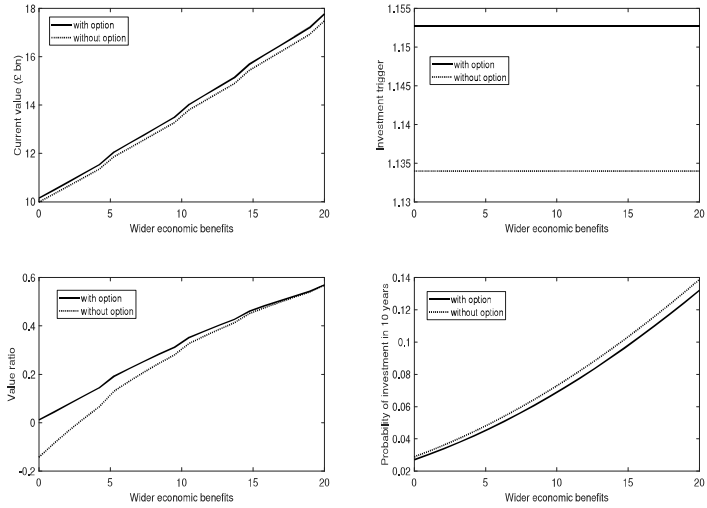 18
16
14
12
10
Current value (£ bn)
with option
without option
0 5 10 15 20
Wider economic benefits
1.155
1.15
1.145
1.14
1.135
1.13
Investment trigger
with option
without option
0 5 10 15 20
Wider economic benefits
0.6
0.4
0.2
0
-0.2
Value ratio
with option
without option
0 5 10 15 20
Wider economic benefits
0.14
0.12
0.1
0.08
0.06
0.04
0.02
Probability of investment in 10 years
with option
without option
0 5 10 15 20
Wider economic benefits